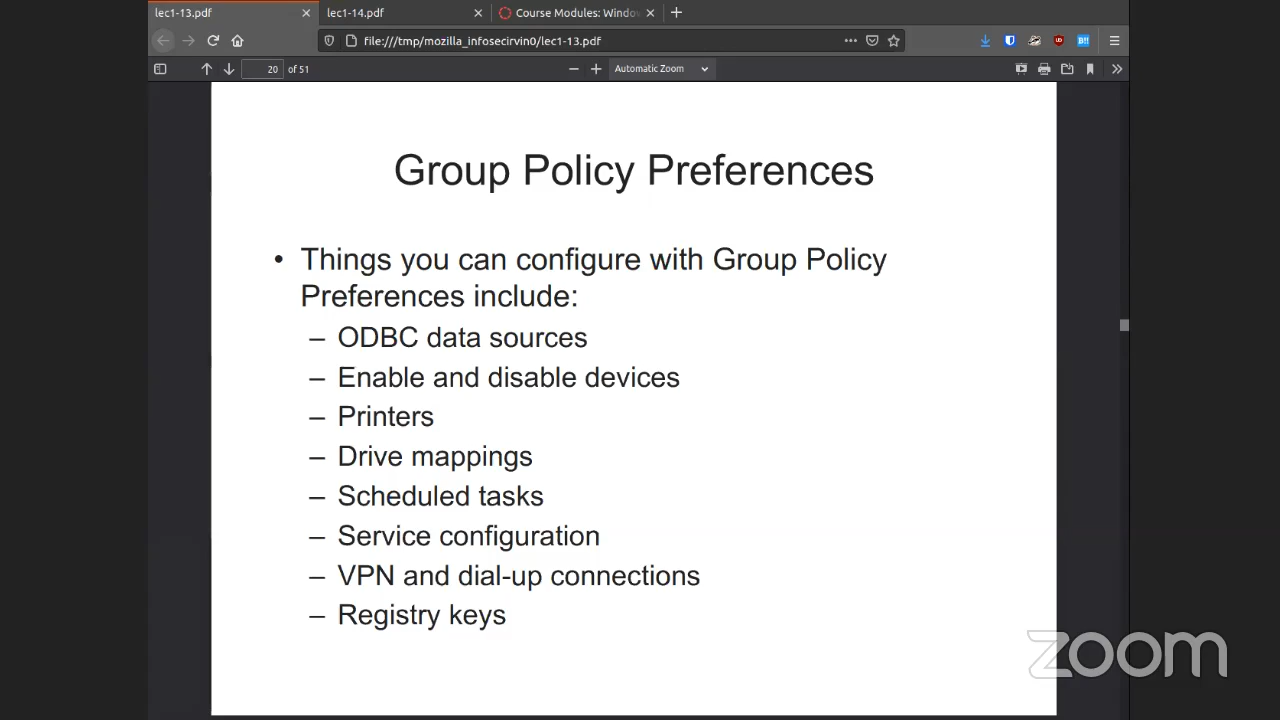 lec1-13.pdf
lec1-14.pdf
Course Modules: Windo
file:///tmp/mozilla_infosecirvin0/lec1-13.pdf
20 of 51
Automatic Zoom
Group Policy Preferences
• Things you can configure with Group Policy
Preferences include:
– ODBC data sources
– Enable and disable devices
– Printers
– Drive mappings
– Scheduled tasks
– Service configuration
– VPN and dial-up connections
– Registry keys
zoom